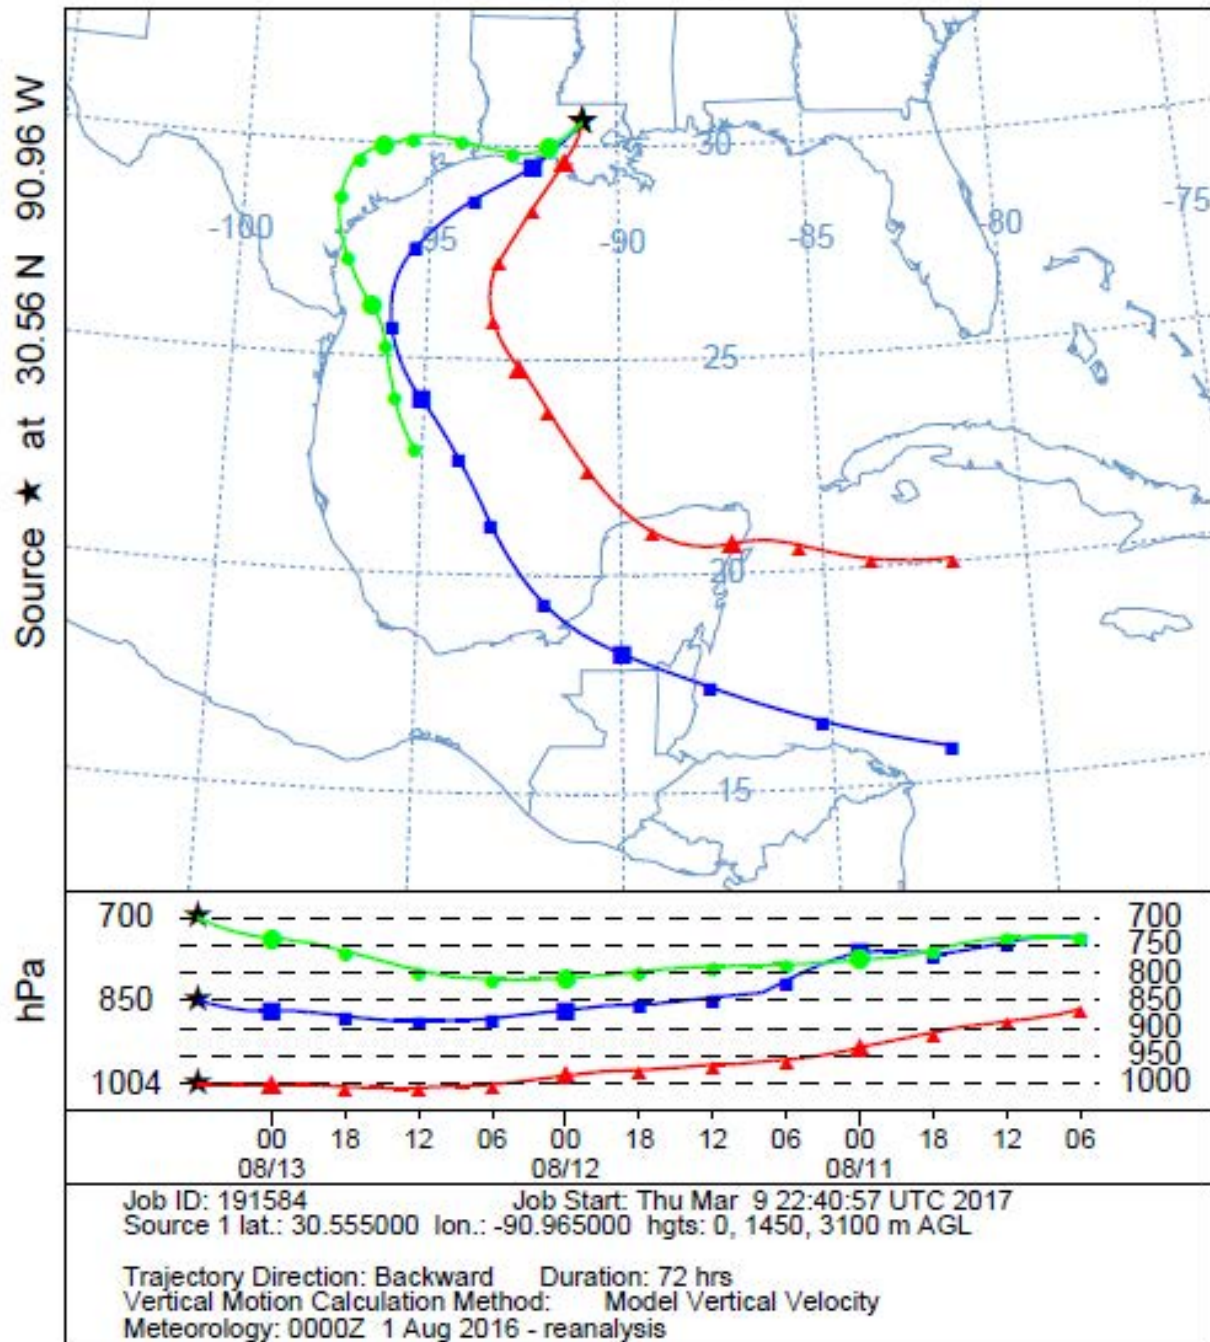 Source ★ at 30.56 N 90.96 W
30
-75
-100
-95
-90
-85
-80
25
20
15
hPa
700 700
750
800
850 850
900
950
1004 1000
00 18 12 06 00 18 12 06 00 18 12 06
08/13 08/12 08/11
Job ID: 191584 Job Start: Thu Mar 9 22:40:57 UTC 2017
Source 1 lat.: 30.555000 lon.: -90.965000 hgts: 0, 1450, 3100 m AGL
Trajectory Direction: Backward Duration: 72 hrs
Vertical Motion Calculation Method: Model Vertical Velocity
Meteorology: 0000Z 1 Aug 2016 - reanalysis